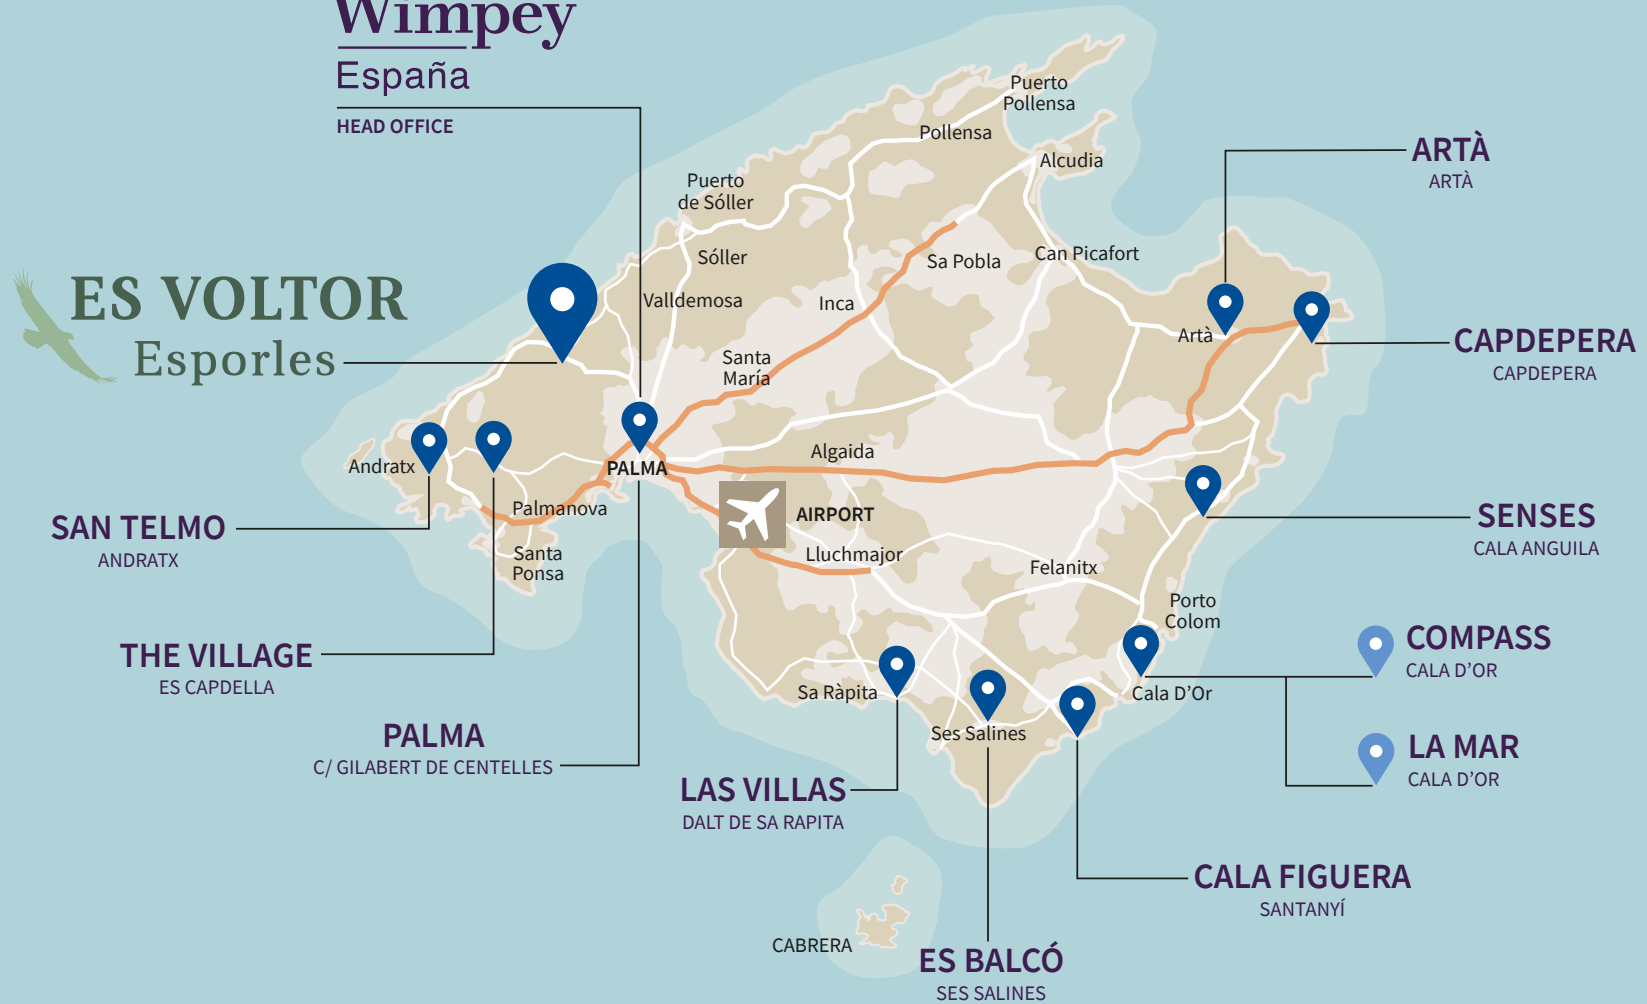 Wimpey
España
HEAD OFFICE
Puerto
Pollensa
Pollensa
Alcudia
ARTÀ
ARTÀ
Puerto
de Sóller
Sóller
Can Picafort
Sa Pobla
ES VOLTOR
Esporles
Valldemosa
Inca
Artà
CAPDEPERA
CAPDEPERA
Santa
María
Andratx
PALMA
Algaida
Palmanova
AIRPORT
SAN TELMO
ANDRATX
Santa
Ponsa
Lluchmajor
Felanitx
SENSES
CALA ANGUILA
Porto
Colom
THE VILLAGE
ES CAPDELLA
COMPASS
CALA D'OR
Sa Ràpita
Cala D'Or
Ses Salines
PALMA
C/ GILABERT DE CENTELLES
LA MAR
CALA D'OR
LAS VILLAS
DALT DE SA RAPITA
CALA FIGUERA
SANTANYÍ
CABRERA
ES BALCÓ
SES SALINES